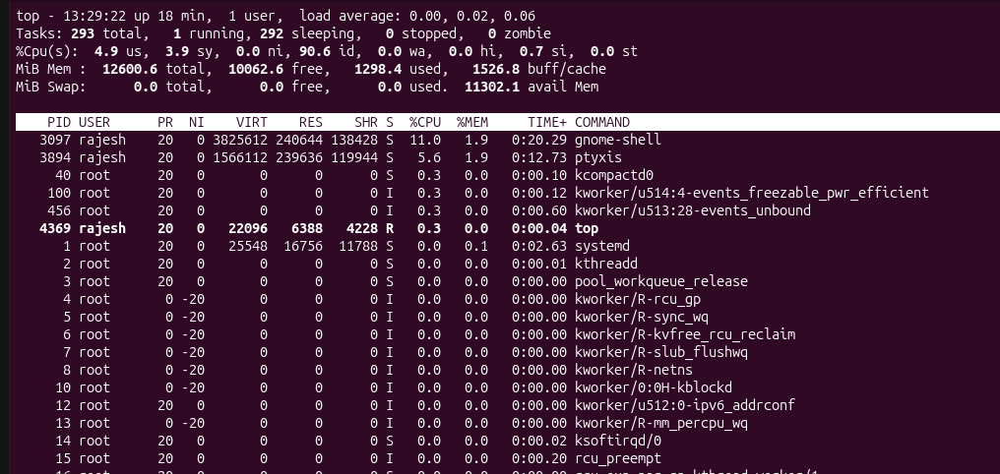 top - 13:29:22 up 18 min,  1 user,  load average: 0.00, 0.02, 0.06
Tasks: 293 total,   1 running, 292 sleeping,   0 stopped,   0 zombie
%Cpu(s):  4.9 us,  3.9 sy,  0.0 ni, 90.6 id,  0.0 wa,  0.0 hi,  0.7 si,  0.0 st
MiB Mem :  12600.6 total,  10062.6 free,   1298.4 used,   1526.8 buff/cache
MiB Swap:      0.0 total,      0.0 free,      0.0 used.  11302.1 avail Mem
PID USER      PR  NI    VIRT    RES    SHR S  %CPU  %MEM     TIME+ COMMAND
3097 rajesh    20   0 3825612 240644 138428 S  11.0   1.9   0:20.29 gnome-shell
3894 rajesh    20   0 1566112 239636 119944 S   5.6   1.9   0:12.73 ptyxis
40 root      20   0       0      0      0 S   0.3   0.0   0:00.10 kcompactd0
100 root      20   0       0      0      0 I   0.3   0.0   0:00.12 kworker/u514:4-events_freezable_pwr_efficient
456 root      20   0       0      0      0 I   0.3   0.0   0:00.60 kworker/u513:28-events_unbound
4369 rajesh    20   0   22096   6388   4228 R   0.3   0.0   0:00.04 top
1 root      20   0   25548  16756  11788 S   0.0   0.1   0:02.63 systemd
2 root      20   0       0      0      0 S   0.0   0.0   0:00.01 kthreadd
3 root      20   0       0      0      0 S   0.0   0.0   0:00.00 pool_workqueue_release
4 root       0 -20       0      0      0 I   0.0   0.0   0:00.00 kworker/R-rcu_gp
5 root       0 -20       0      0      0 I   0.0   0.0   0:00.00 kworker/R-sync_wq
6 root       0 -20       0      0      0 I   0.0   0.0   0:00.00 kworker/R-kvfree_rcu_reclaim
7 root       0 -20       0      0      0 I   0.0   0.0   0:00.00 kworker/R-slub_flushwq
8 root       0 -20       0      0      0 I   0.0   0.0   0:00.00 kworker/R-netns
10 root       0 -20       0      0      0 I   0.0   0.0   0:00.00 kworker/0:0H-kblockd
12 root      20   0       0      0      0 I   0.0   0.0   0:00.00 kworker/u512:0-ipv6_addrconf
13 root       0 -20       0      0      0 I   0.0   0.0   0:00.00 kworker/R-mm_percpu_wq
14 root      20   0       0      0      0 S   0.0   0.0   0:00.02 ksoftirqd/0
15 root      20   0       0      0      0 I   0.0   0.0   0:00.20 rcu_preempt